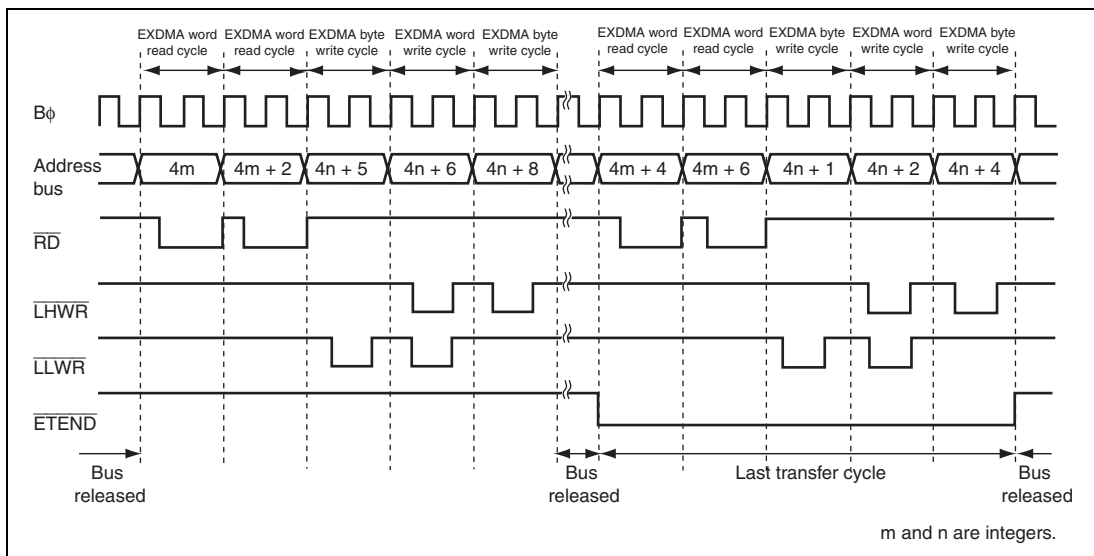 EXDMA word read cycle
EXDMA word read cycle
EXDMA byte write cycle
EXDMA word write cycle
EXDMA byte write cycle
EXDMA word read cycle
EXDMA word read cycle
EXDMA byte write cycle
EXDMA word write cycle
EXDMA byte write cycle
Bϕ
Address bus
4m
4m + 2
4n + 5
4n + 6
4n + 8
4m + 4
4m + 6
4n + 1
4n + 2
4n + 4
RD
LHWR
LLWR
ETEND
Bus released
Bus released
Last transfer cycle
Bus released
m and n are integers.